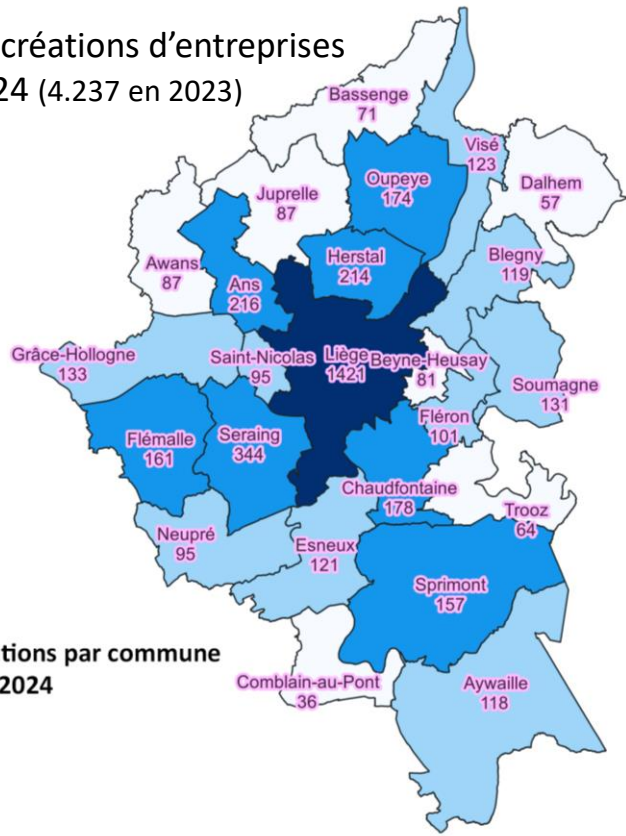 créations d’entreprises
24 (4.237 en 2023)
Bassenge
71
Visé
123
Dalhem
57
Oupeye
174
Juprelle
87
Blegny
119
Herstal
214
Awans
87
Ans
216
Grâce-Hollogne
133
Saint-Nicolas
95
Liège
1421
Beyne-Heusay
81
Soumagne
131
Fléron
101
Flémalle
161
Seraing
344
Chaudfontaine
178
Trooz
64
Neupré
95
Esneux
121
Sprimont
157
tions par commune
2024
Comblain-au-Pont
36
Aywaille
118